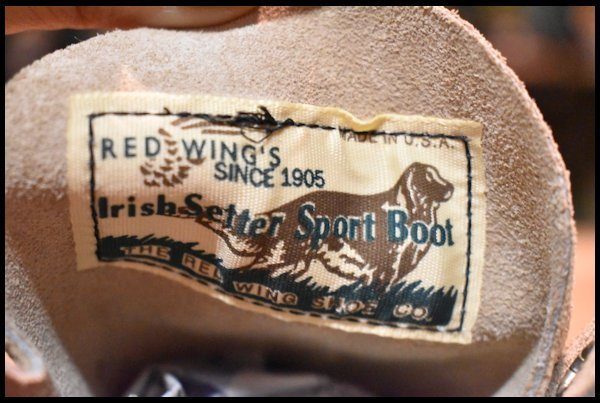 MADE IN U.S.A.
RED WING'S
SINCE 1905
Irish Setter Sport Boot
THE RED WING SHOE CO.